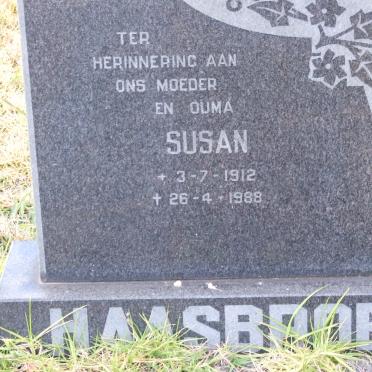 TER
HERINNERING AAN
ONS MOEDER
EN OUMA
SUSAN
+ 3-7-1912
✝ 26-4-1988